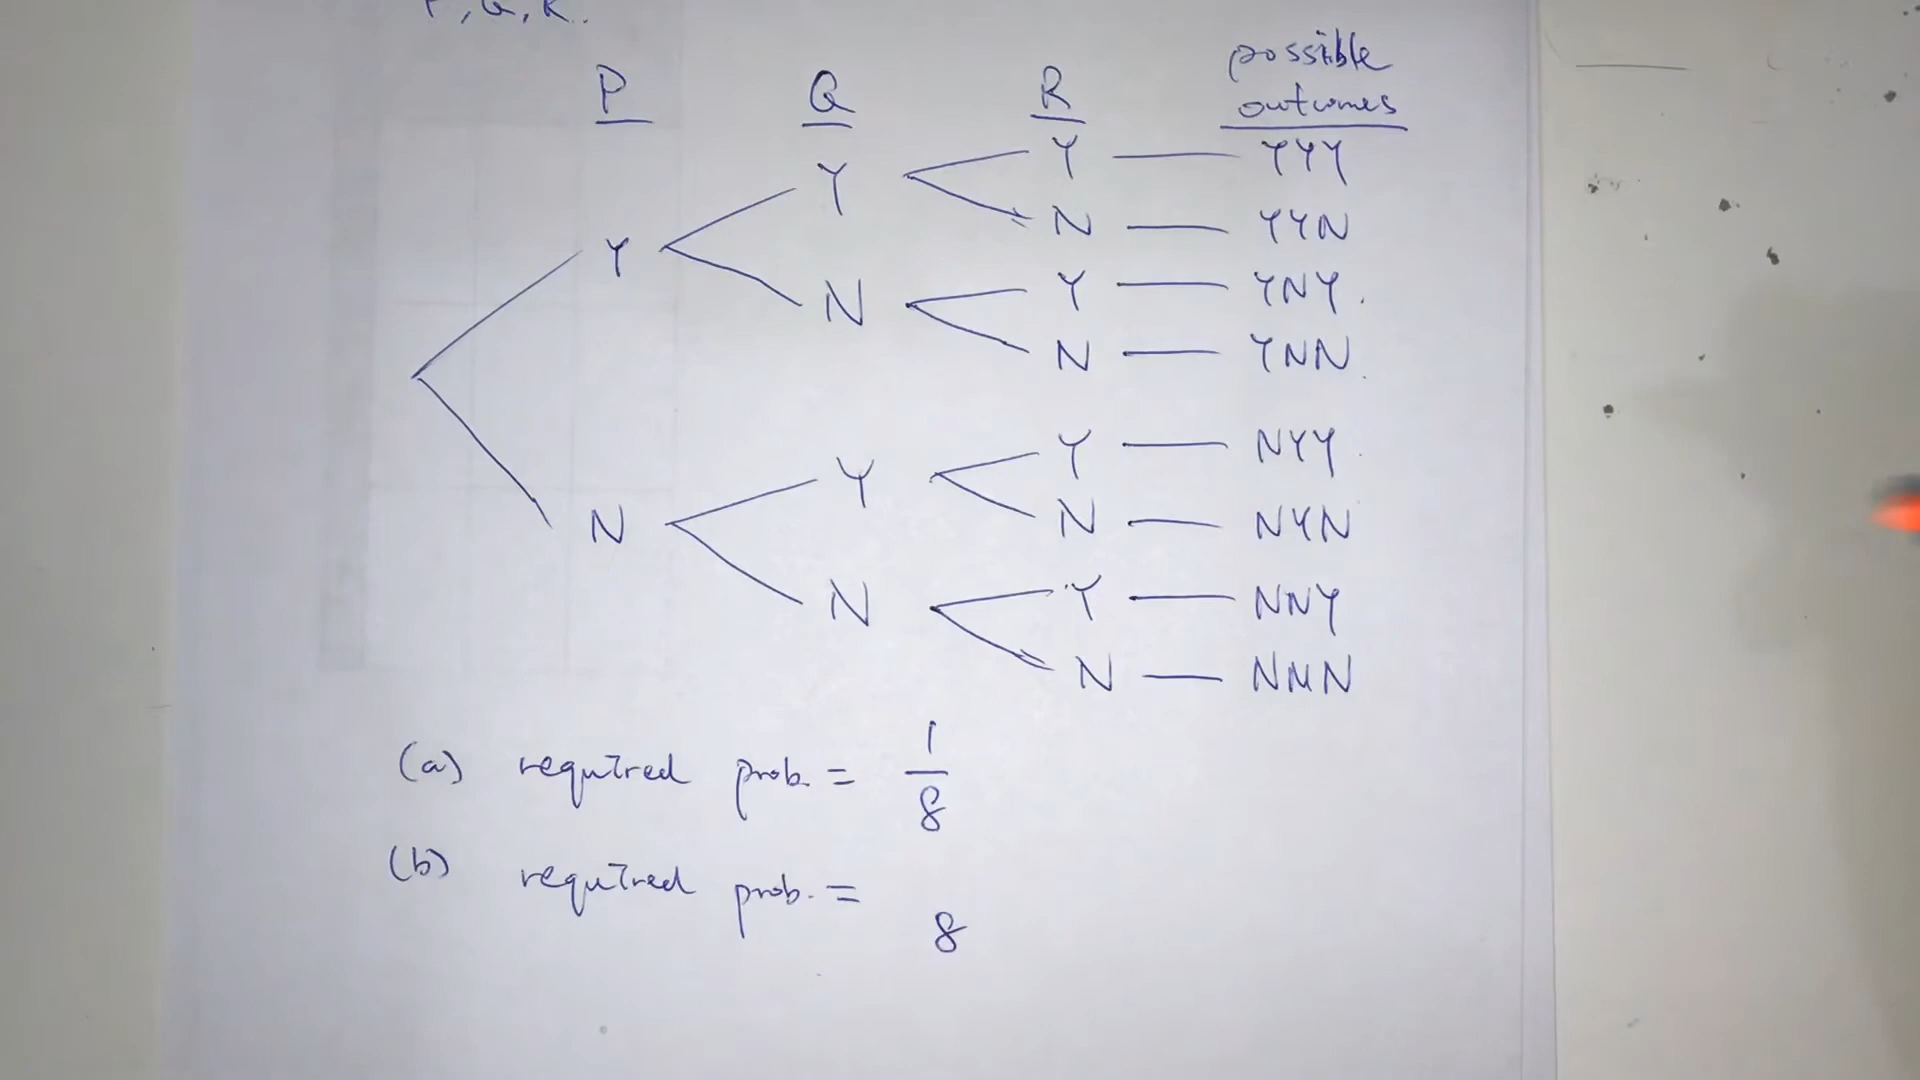 P, Q, R.
possible
P Q R outcomes
Y Y Y YYY
N YYN
N Y YNY
N YNN
N Y Y NYY
N NYN
N Y NNY
N NNN
(a) required prob. = 1/8
(b) required prob. =
8